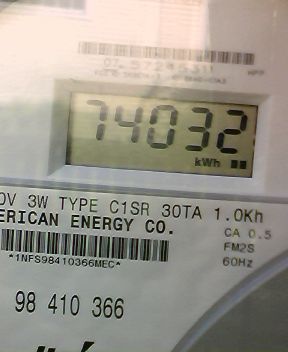 74032
kWh
0V 3W TYPE C1SR 30TA 1.0Kh
ERICAN ENERGY CO.
CA 0.5
FM2S
*1NFS98410366MEC*
60Hz
98 410 366